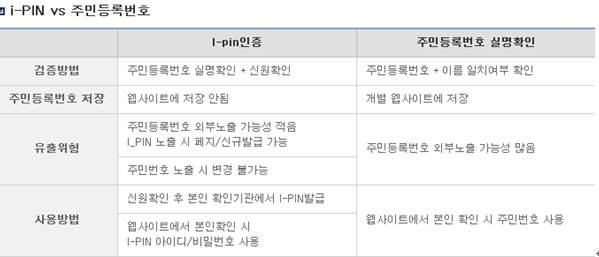 i-PIN vs 주민등록번호
I-pin인증 주민등록번호 실명확인
검증방법 주민등록번호 실명확인 + 신원확인 주민등록번호 + 이름 일치여부 확인
주민등록번호 저장 웹사이트에 저장 안됨 개별 웹사이트에 저장
유출위험
주민등록번호 외부노출 가능성 적음
I_PIN 노출 시 폐지/신규발급 가능
주민번호 노출 시 변경 불가능
주민등록번호 외부노출 가능성 많음
사용방법
신원확인 후 본인 확인기관에서 I-PIN발급
웹사이트에서 본인확인 시
I-PIN 아이디/비밀번호 사용
웹사이트에서 본인 확인 시 주민번호 사용